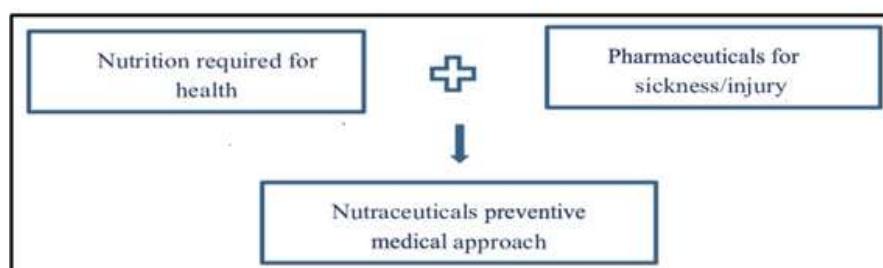 Nutrition required for
health
Pharmaceuticals for
sickness/injury
Nutraceuticals preventive
medical approach